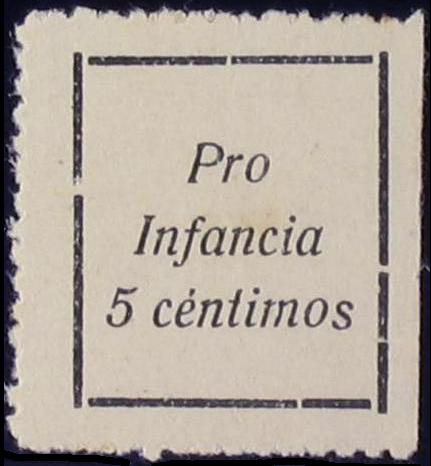 Pro
Infancia
5 céntimos